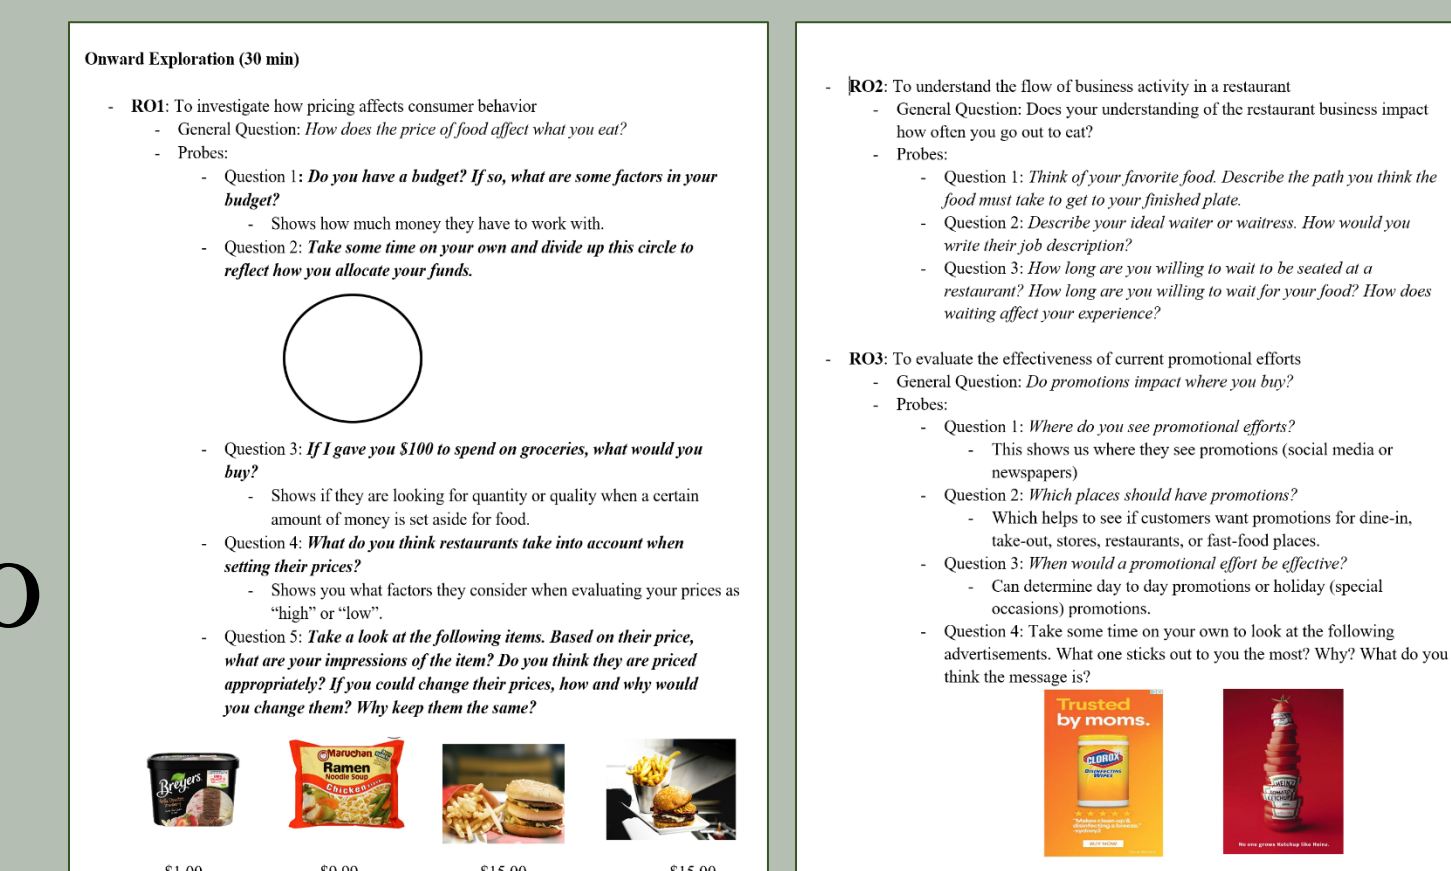 Onward Exploration (30 min)
- RO1: To investigate how pricing affects consumer behavior
- General Question: How does the price of food affect what you eat?
- Probes:
- Question 1: Do you have a budget? If so, what are some factors in your
budget?
- Shows how much money they have to work with.
- Question 2: Take some time on your own and divide up this circle to
reflect how you allocate your funds.
- Question 3: If I gave you $100 to spend on groceries, what would you
buy?
- Shows if they are looking for quantity or quality when a certain
amount of money is set aside for food.
- Question 4: What do you think restaurants take into account when
setting their prices?
- Shows you what factors they consider when evaluating your prices as
“high” or “low”.
- Question 5: Take a look at the following items. Based on their price,
what are your impressions of the item? Do you think they are priced
appropriately? If you could change their prices, how and why would
you change them? Why keep them the same?
Breyers
Maruchan
Ramen
Noodle Soup
Chicken
- RO2: To understand the flow of business activity in a restaurant
- General Question: Does your understanding of the restaurant business impact
how often you go out to eat?
- Probes:
- Question 1: Think of your favorite food. Describe the path you think the
food must take to get to your finished plate.
- Question 2: Describe your ideal waiter or waitress. How would you
write their job description?
- Question 3: How long are you willing to wait to be seated at a
restaurant? How long are you willing to wait for your food? How does
waiting affect your experience?
- RO3: To evaluate the effectiveness of current promotional efforts
- General Question: Do promotions impact where you buy?
- Probes:
- Question 1: Where do you see promotional efforts?
- This shows us where they see promotions (social media or
newspapers)
- Question 2: Which places should have promotions?
- Which helps to see if customers want promotions for dine-in,
take-out, stores, restaurants, or fast-food places.
- Question 3: When would a promotional effort be effective?
- Can determine day to day promotions or holiday (special
occasions) promotions.
- Question 4: Take some time on your own to look at the following
advertisements. What one sticks out to you the most? Why? What do you
think the message is?
Trusted
by moms.
CLOROX
DISINFECTING
WIPES
"Makes clean up &
disinfecting a breeze."
-sydney7
BUY NOW
HEINZ
TOMATO
KETCHUP
No one grows Ketchup like Heinz.